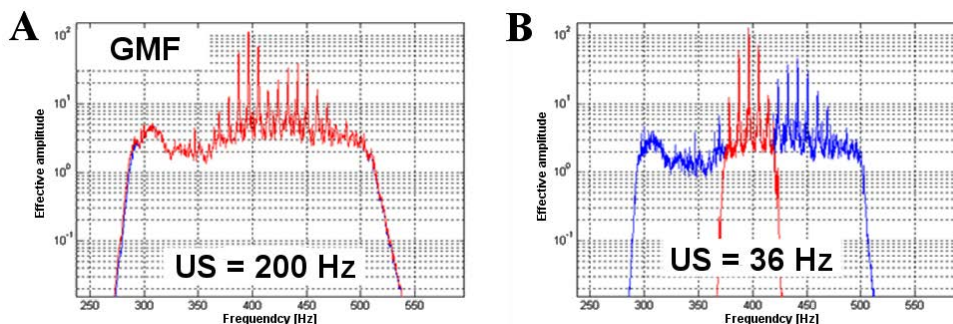 A
GMF
Effective amplitude
10²
10¹
10⁰
10⁻¹
US = 200 Hz
250 300 350 400 450 500 550
Frequendcy [Hz]
B
Effective amplitude
10²
10¹
10⁰
10⁻¹
US = 36 Hz
250 300 350 400 450 500 550
Frequendcy [Hz]